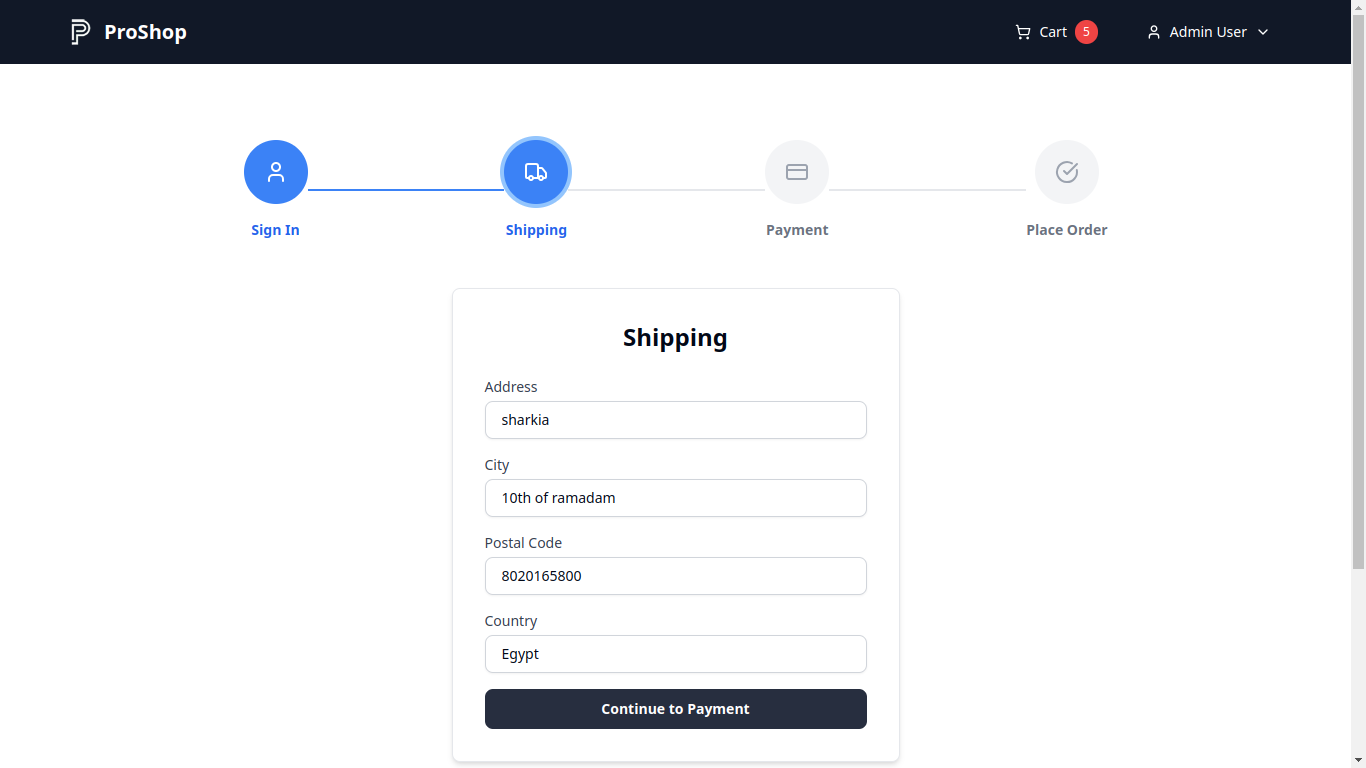 ProShop
Cart 5
Admin User
Sign In
Shipping
Payment
Place Order
Shipping
Address
sharkia
City
10th of ramadam
Postal Code
8020165800
Country
Egypt
Continue to Payment